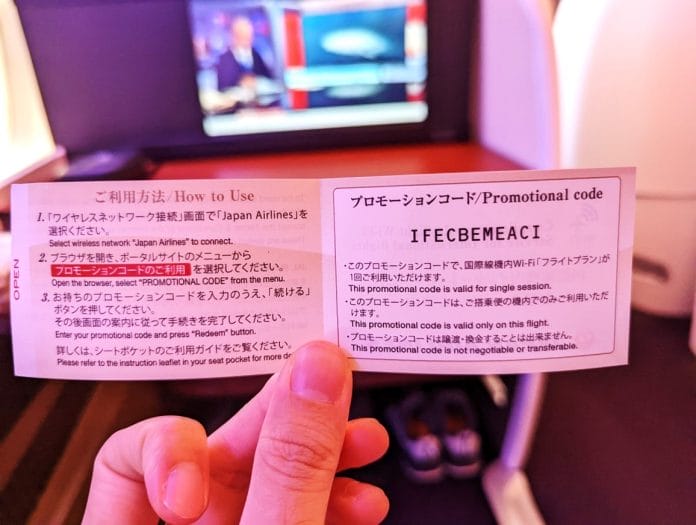 OPEN
ご利用方法/How to Use
1.「ワイヤレスネットワーク接続」画面で「Japan Airlines」を
選択ください。
Select wireless network "Japan Airlines" to connect.
2. ブラウザを開き、ポータルサイトのメニューから
プロモーションコードのご利用 を選択してください。
Open the browser, select "PROMOTIONAL CODE" from the menu.
3. お持ちのプロモーションコードを入力のうえ、「続ける」
ボタンを押してください。
その後画面の案内に従って手続きを完了してください。
Enter your promotional code and press "Redeem" button.
詳しくは、シートポケットのご利用ガイドをご覧ください。
Please refer to the instruction leaflet in your seat pocket for more
プロモーションコード/Promotional code
IFECBEMEACI
・このプロモーションコードで、国際線機内Wi-Fi「フライトプラン」が
1回ご利用いただけます。
This promotional code is valid for single session.
・このプロモーションコードは、ご搭乗便の機内でのみご利用いただ
けます。
This promotional code is valid only on this flight.
・プロモーションコードは譲渡・換金することは出来ません。
This promotional code is not negotiable or transferable.